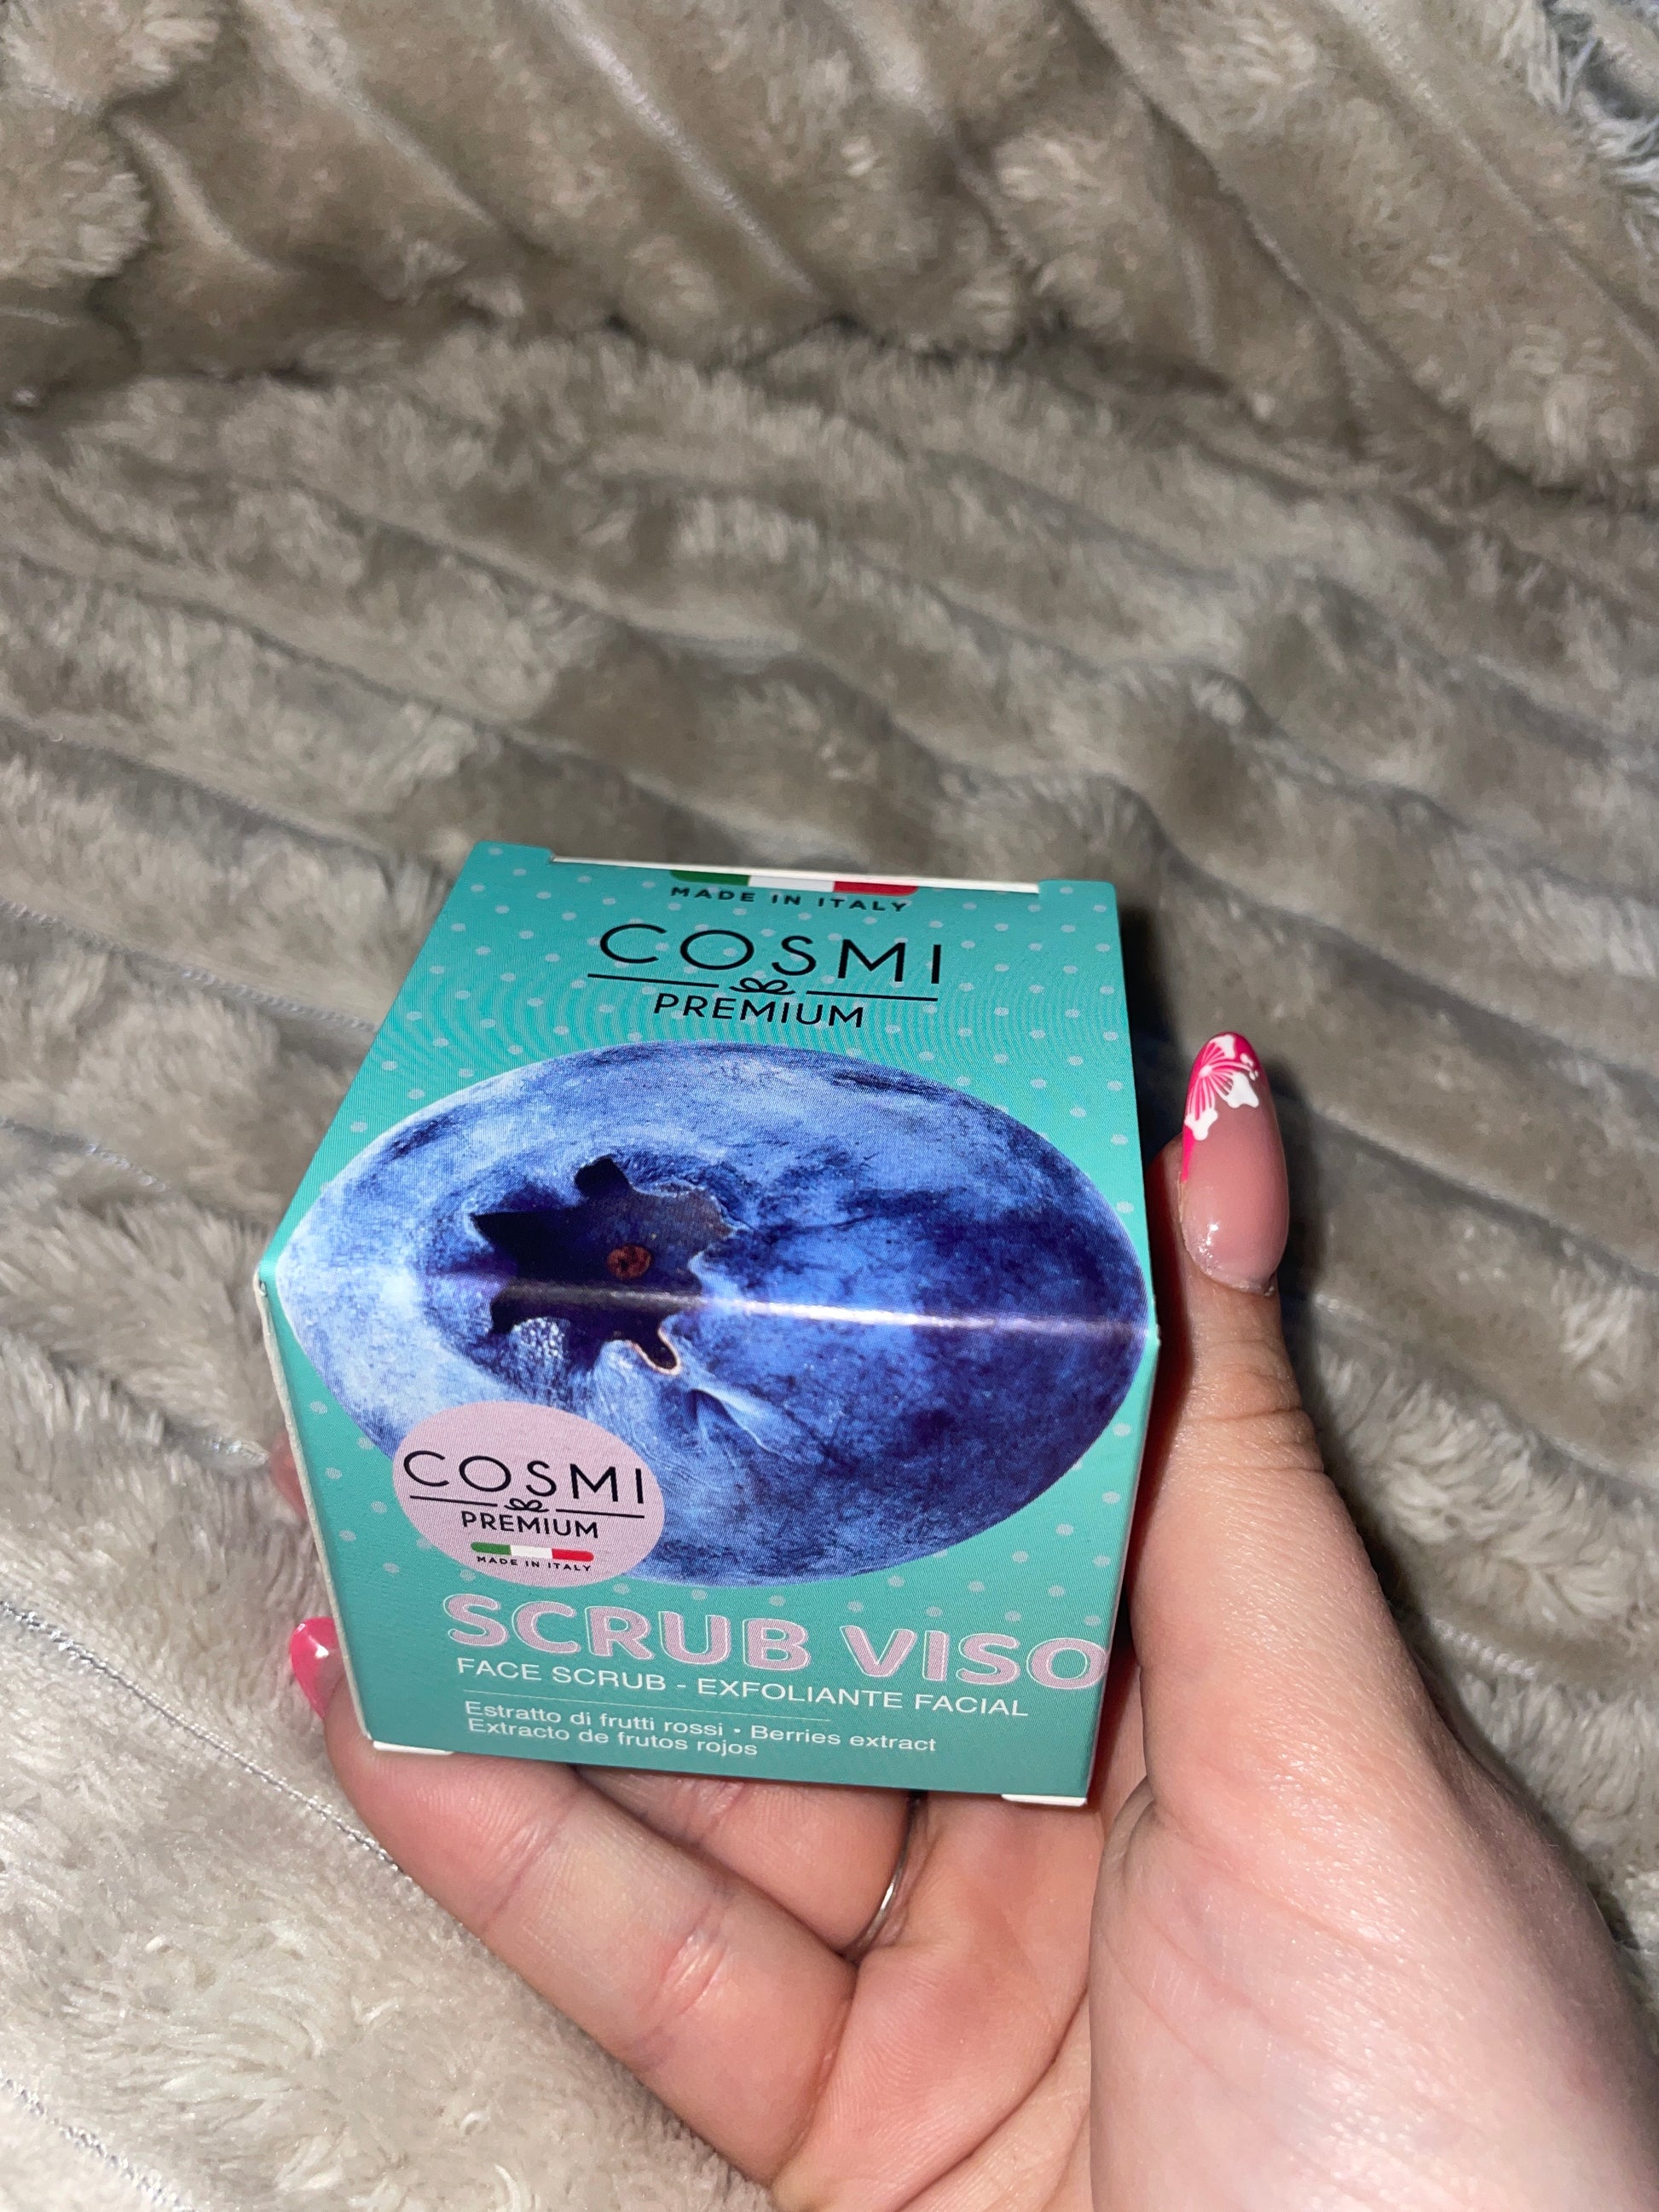 MADE IN ITALY
COSMI
PREMIUM
COSMI
PREMIUM
MADE IN ITALY
SCRUB VISO
FACE SCRUB - EXFOLIANTE FACIAL
Estratto di frutti rossi • Berries extract
Extracto de frutos rojos